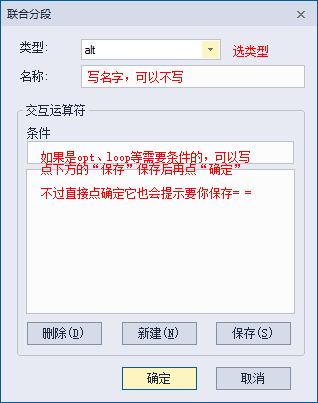 联合分段
类型: alt 选类型
名称: 写名字，可以不写
交互运算符
条件
如果是opt、loop等需要条件的，可以写
点下方的“保存”保存后再点“确定”
不过直接点确定它也会提示要你保存= =
删除(D) 新建(N) 保存(S)
确定 取消